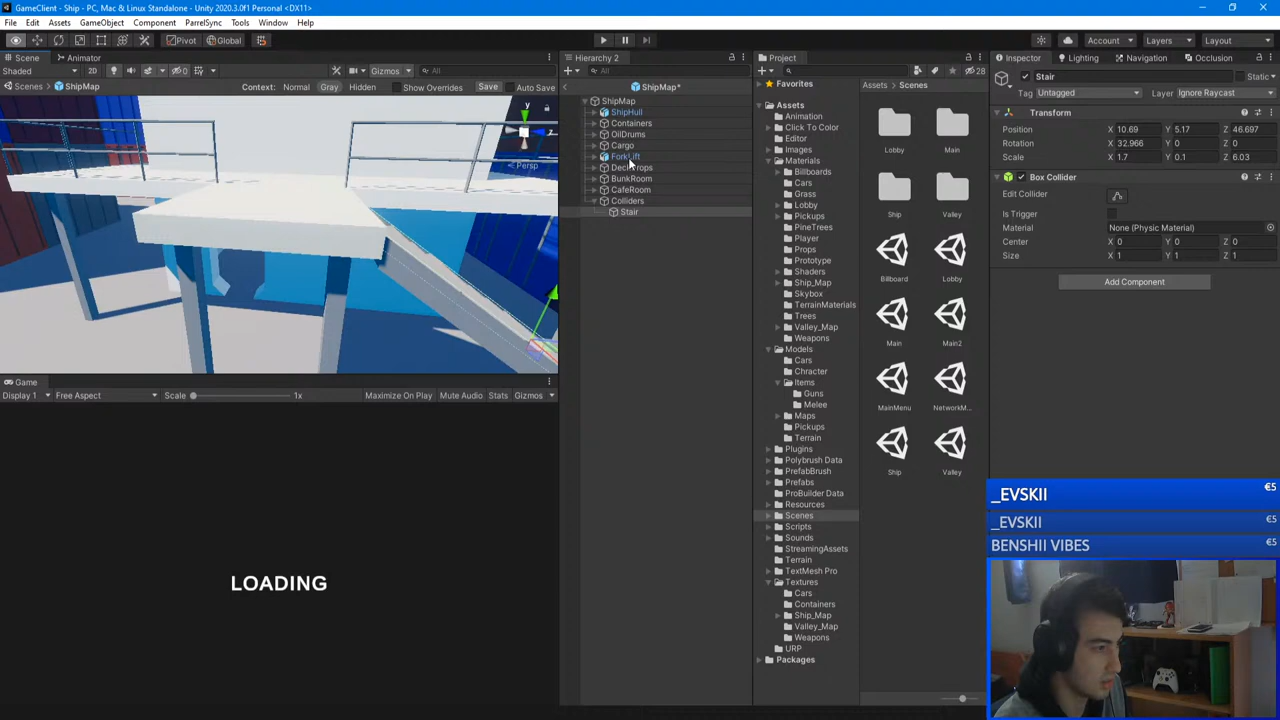 GameClient - Ship - PC, Mac & Linux Standalone - Unity 2020.3.0f1 Personal <DX11>
File Edit Assets GameObject Component ParrelSync Tools Window Help
Pivot Global Account Layers Layout
Scene Animator
Shaded 2D 0 Gizmos All
Scenes ShipMap Context: Normal Gray Hidden Show Overrides Save Auto Save
y
z
Persp
Game
Display 1 Free Aspect Scale 1x Maximize On Play Mute Audio Stats Gizmos
LOADING
Hierarchy 2
All
ShipMap*
ShipMap
ShipHull
Containers
OilDrums
Cargo
ForkLift
DeckProps
BunkRoom
CafeRoom
Colliders
Stair
Project
28
Favorites
Assets
Animation
Click To Color
Editor
Images
Materials
Billboards
Cars
Grass
Lobby
Pickups
PineTrees
Player
Props
Prototype
Shaders
Ship_Map
Skybox
TerrainMaterials
Trees
Valley_Map
Weapons
Models
Cars
Chracter
Items
Guns
Melee
Maps
Pickups
Terrain
Plugins
Polybrush Data
PrefabBrush
Prefabs
ProBuilder Data
Resources
Scenes
Scripts
Sounds
StreamingAssets
Terrain
TextMesh Pro
Textures
Cars
Containers
Ship_Map
Valley_Map
Weapons
URP
Packages
Assets > Scenes
Lobby Main
Ship Valley
Billboard Lobby
Main Main2
MainMenu NetworkM...
Ship Valley
Inspector Lighting Navigation Occlusion
Stair Static
Tag Untagged Layer Ignore Raycast
Transform
Position X 10.69 Y 5.17 Z 46.697
Rotation X 32.966 Y 0 Z 0
Scale X 1.7 Y 0.1 Z 6.03
Box Collider
Edit Collider
Is Trigger
Material None (Physic Material)
Center X 0 Y 0 Z 0
Size X 1 Y 1 Z 1
Add Component
_EVSKII €5
_EVSKII €5
BENSHII VIBES €5